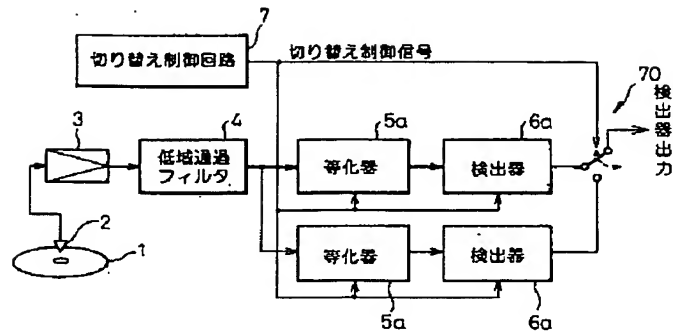 7
切り替え制御回路
切り替え制御信号
70
検出器出力
3
4
低域通過
フィルタ
5a
等化器
6a
検出器
2
1
等化器
5a
検出器
6a